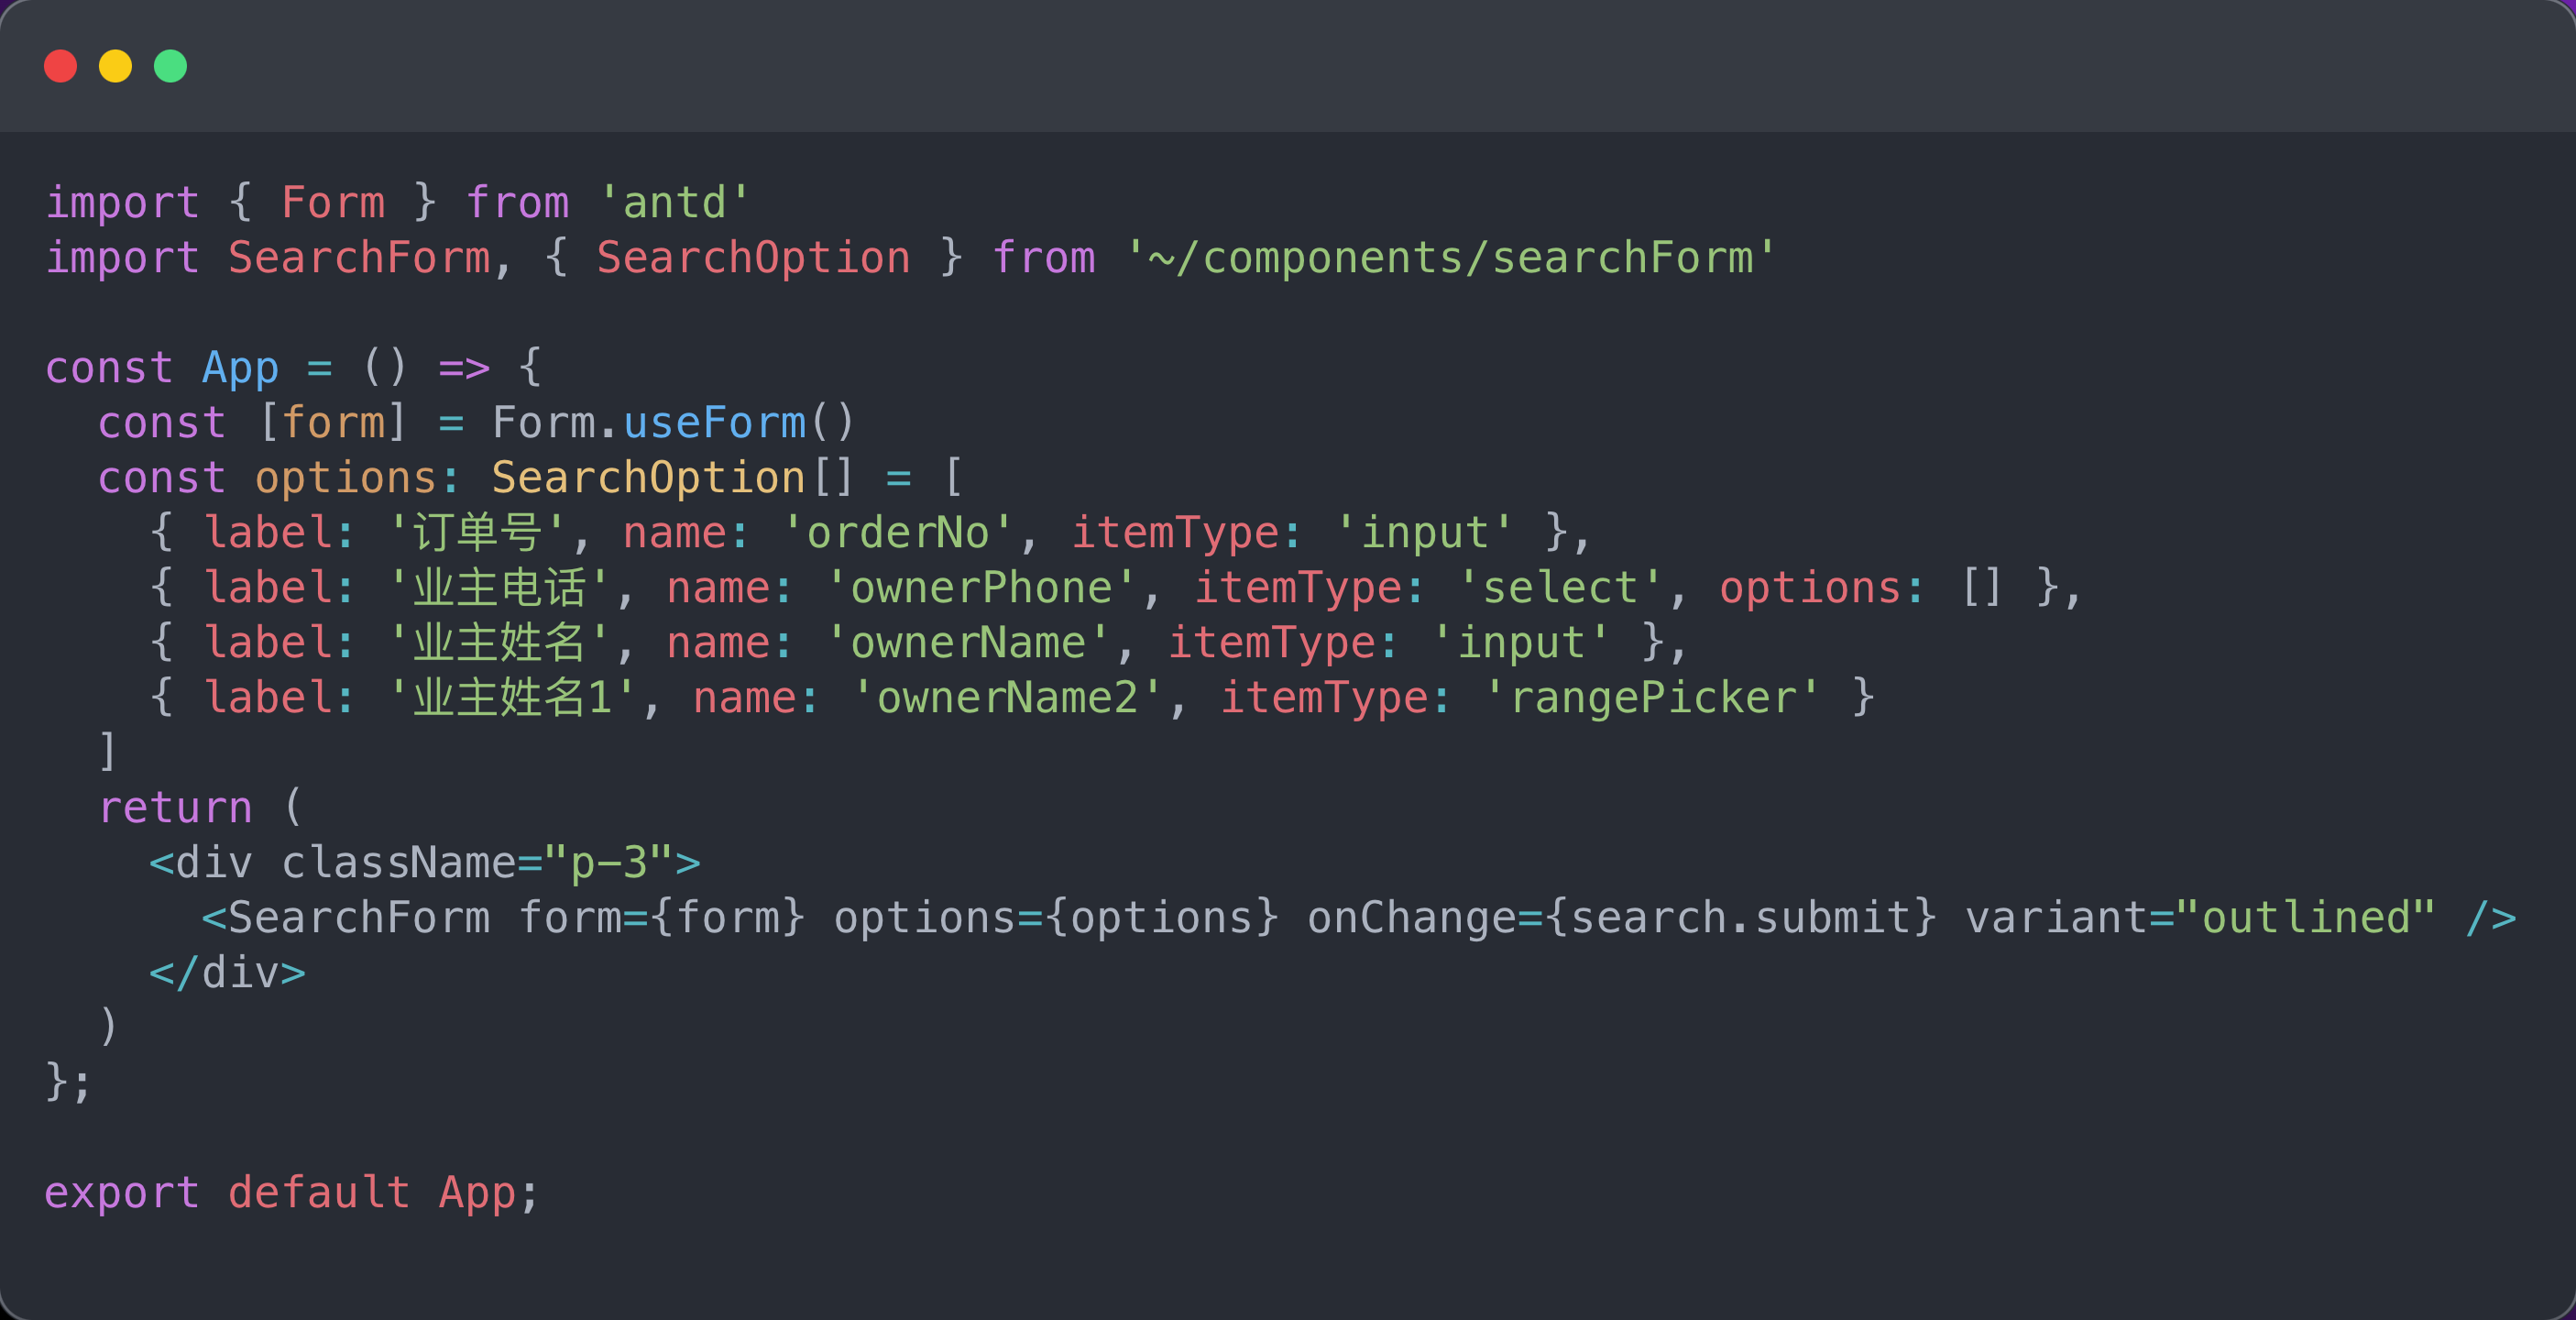 import { Form } from 'antd'
import SearchForm, { SearchOption } from '~/components/searchForm'

const App = () => {
  const [form] = Form.useForm()
  const options: SearchOption[] = [
    { label: '订单号', name: 'orderNo', itemType: 'input' },
    { label: '业主电话', name: 'ownerPhone', itemType: 'select', options: [] },
    { label: '业主姓名', name: 'ownerName', itemType: 'input' },
    { label: '业主姓名1', name: 'ownerName2', itemType: 'rangePicker' }
  ]
  return (
    <div className="p-3">
      <SearchForm form={form} options={options} onChange={search.submit} variant="outlined" />
    </div>
  )
};

export default App;